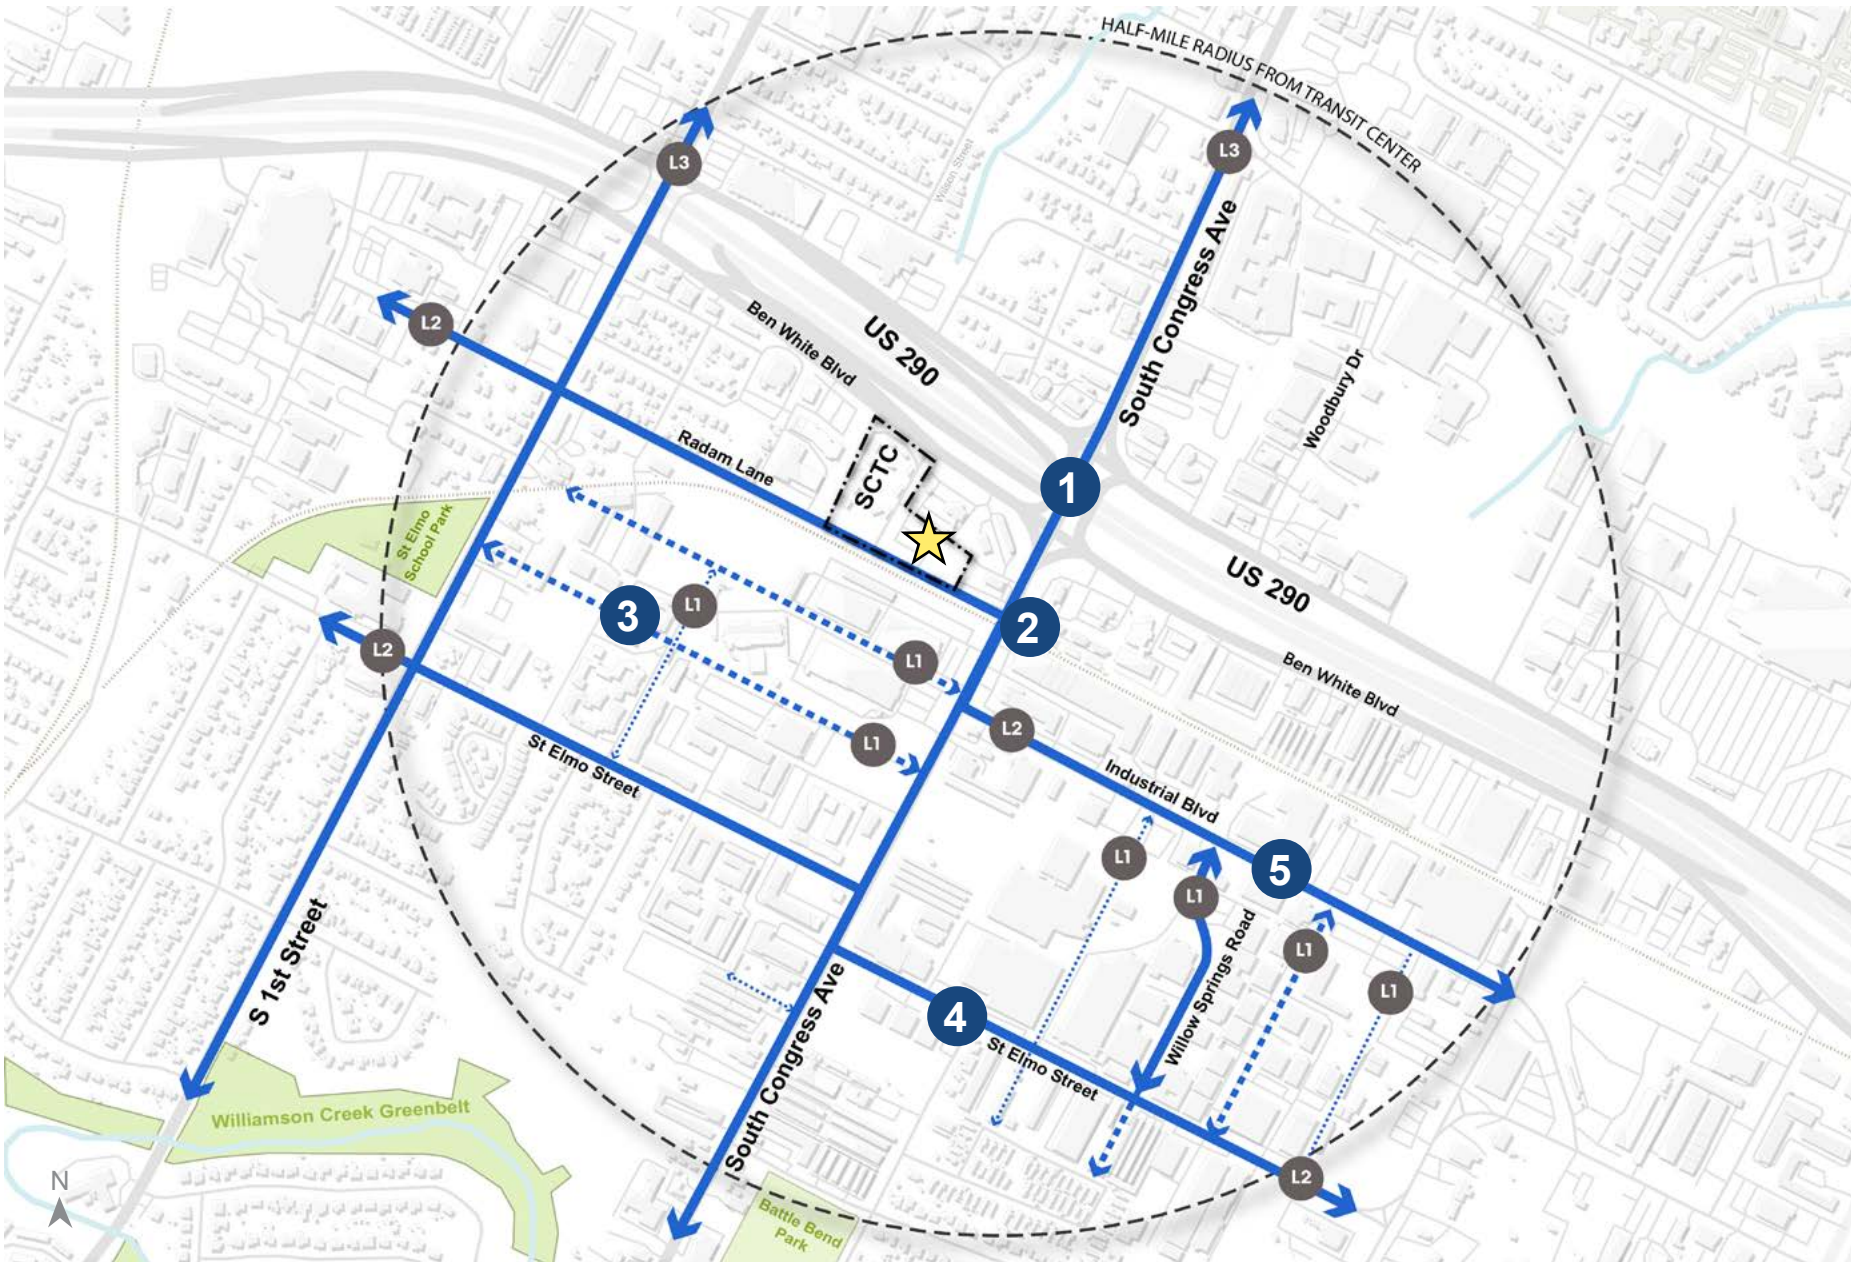 HALF-MILE RADIUS FROM TRANSIT CENTER
L3
L3
Wilson Street
South Congress Ave
L2
Ben White Blvd
US 290
Woodbury Dr
Radam Lane
SCTC
1
St Elmo
School Park
US 290
3
L1
2
L2
L1
Ben White Blvd
L1
L2
St Elmo Street
Industrial Blvd
L1
5
L1
S 1st Street
Willow Springs Road
L1
L1
4
South Congress Ave
St Elmo Street
Williamson Creek Greenbelt
L2
N
Battle Bend
Park